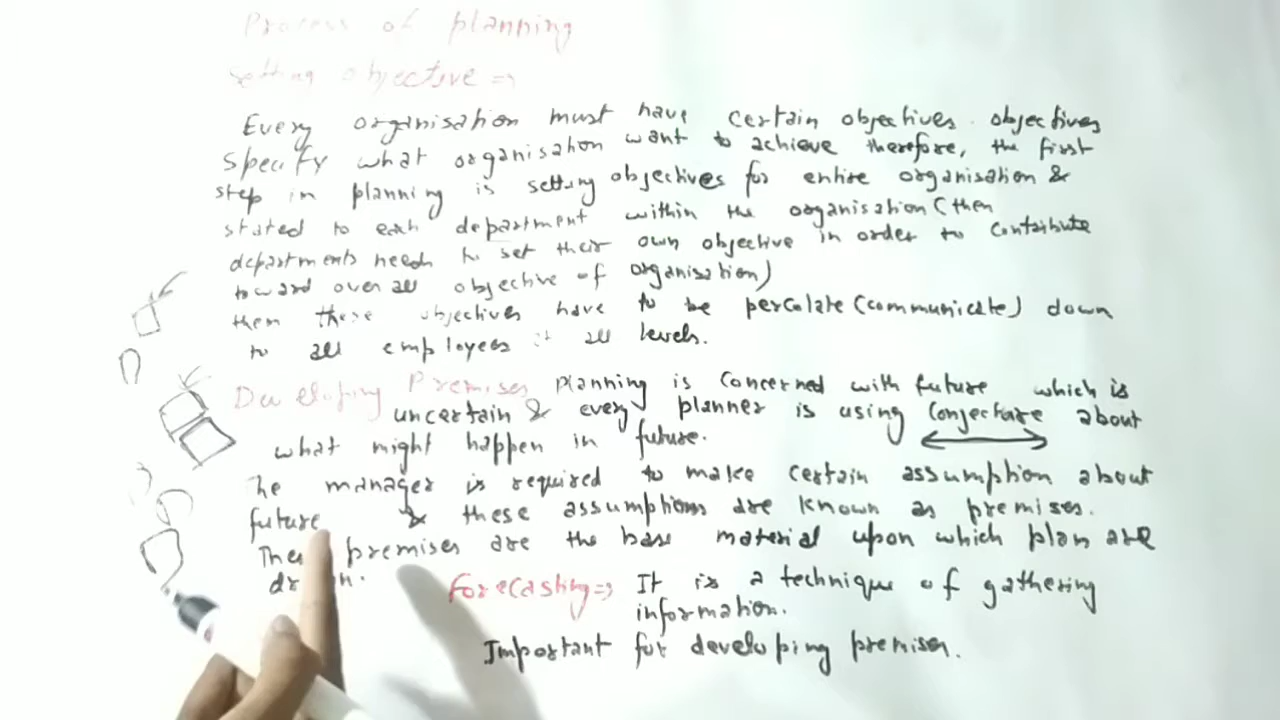 Process of planning
setting objective =>
Every organisation must have certain objectives. objectives
specify what organisation want to achieve therefore, the first
step in planning is setting objectives for entire organisation &
stated to each department within the organisation (then
departments needs to set their own objective in order to contribute
toward over all objective of organisation)
then these objectives have to be percolate (communicate) down
to all employees at all levels.
Developing Premises planning is concerned with future which is
uncertain & every planner is using conjecture about
what might happen in future.
The manager is required to make certain assumption about
future & these assumptions are known as premises.
premises are the base material upon which plan are
forecasting => It is a technique of gathering
information.
Important for developing premises.